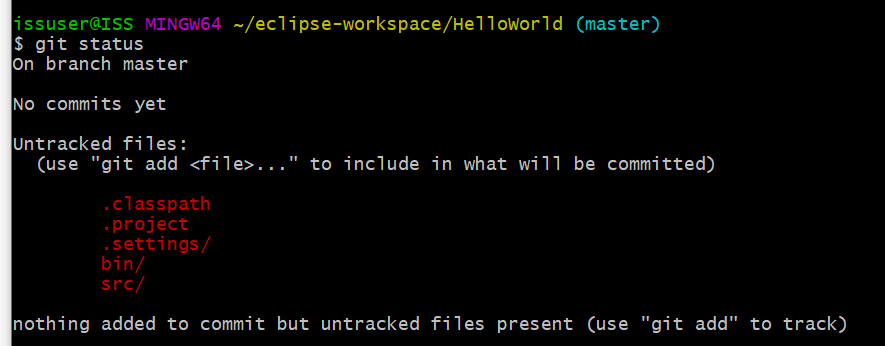 issuser@ISS MINGW64 ~/eclipse-workspace/HelloWorld (master)
$ git status
On branch master
No commits yet
Untracked files:
(use "git add <file>..." to include in what will be committed)
.classpath
.project
.settings/
bin/
src/
nothing added to commit but untracked files present (use "git add" to track)